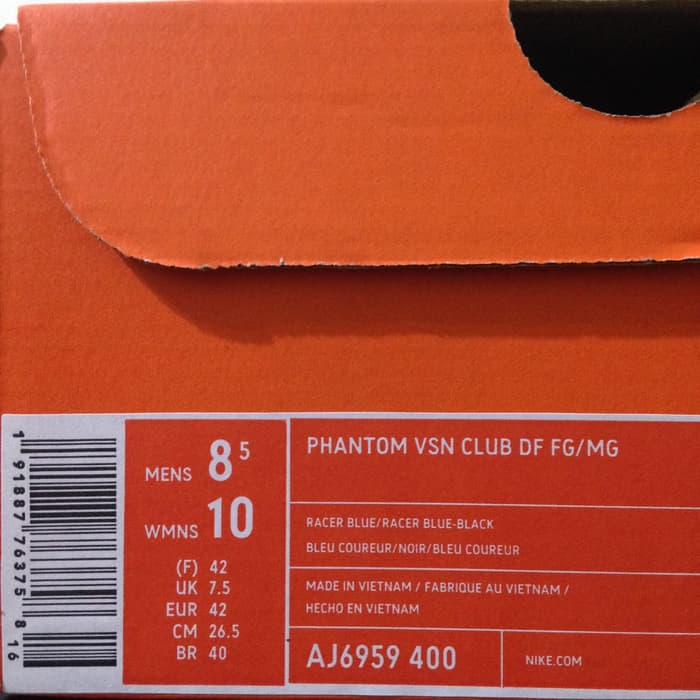 1 91887 76375 8 16
MENS 8 5
WMNS 10
(F) 42
UK 7.5
EUR 42
CM 26.5
BR 40
PHANTOM VSN CLUB DF FG/MG
RACER BLUE/RACER BLUE-BLACK
BLEU COUREUR/NOIR/BLEU COUREUR
MADE IN VIETNAM / FABRIQUE AU VIETNAM /
HECHO EN VIETNAM
AJ6959 400
NIKE.COM